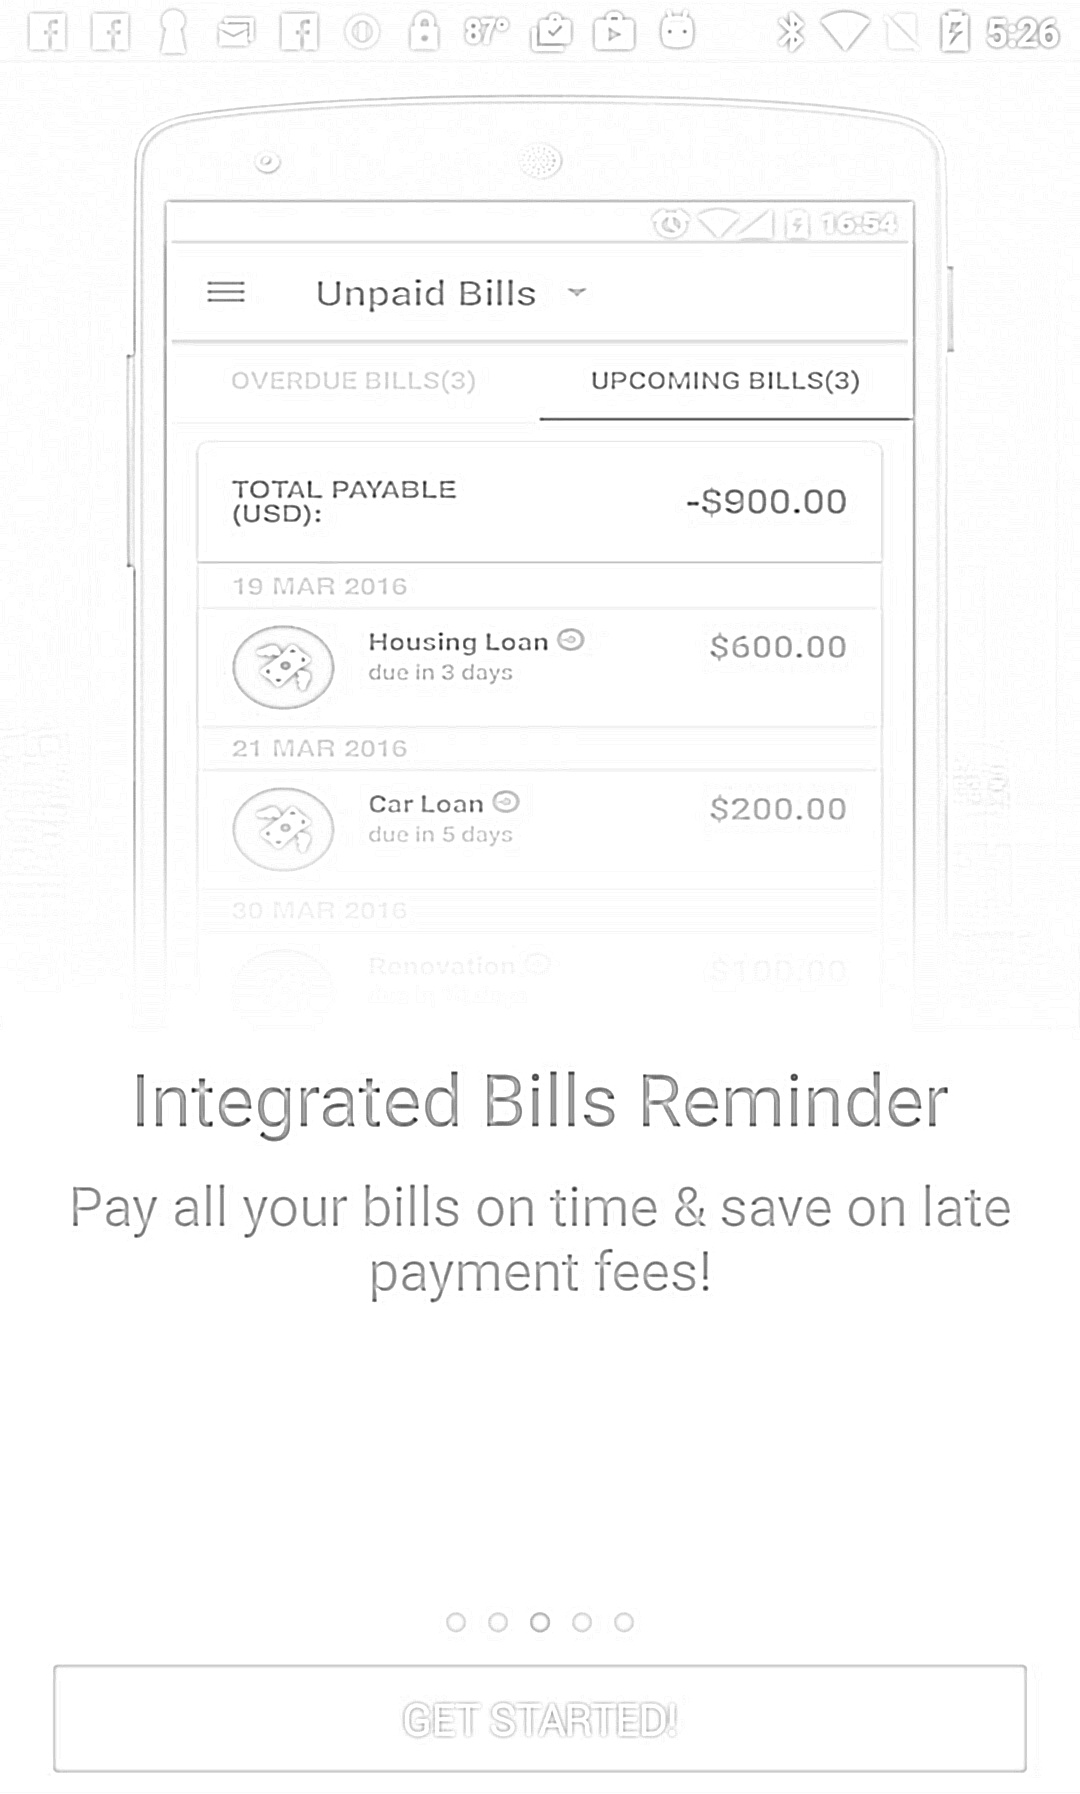 87° 5:26
16:54
Unpaid Bills
OVERDUE BILLS(3) UPCOMING BILLS(3)
TOTAL PAYABLE
(USD):
-$900.00
19 MAR 2016
Housing Loan $600.00
due in 3 days
21 MAR 2016
Car Loan $200.00
due in 5 days
30 MAR 2016
Renovation $100.00
due in
Integrated Bills Reminder
Pay all your bills on time & save on late
payment fees!
GET STARTED!